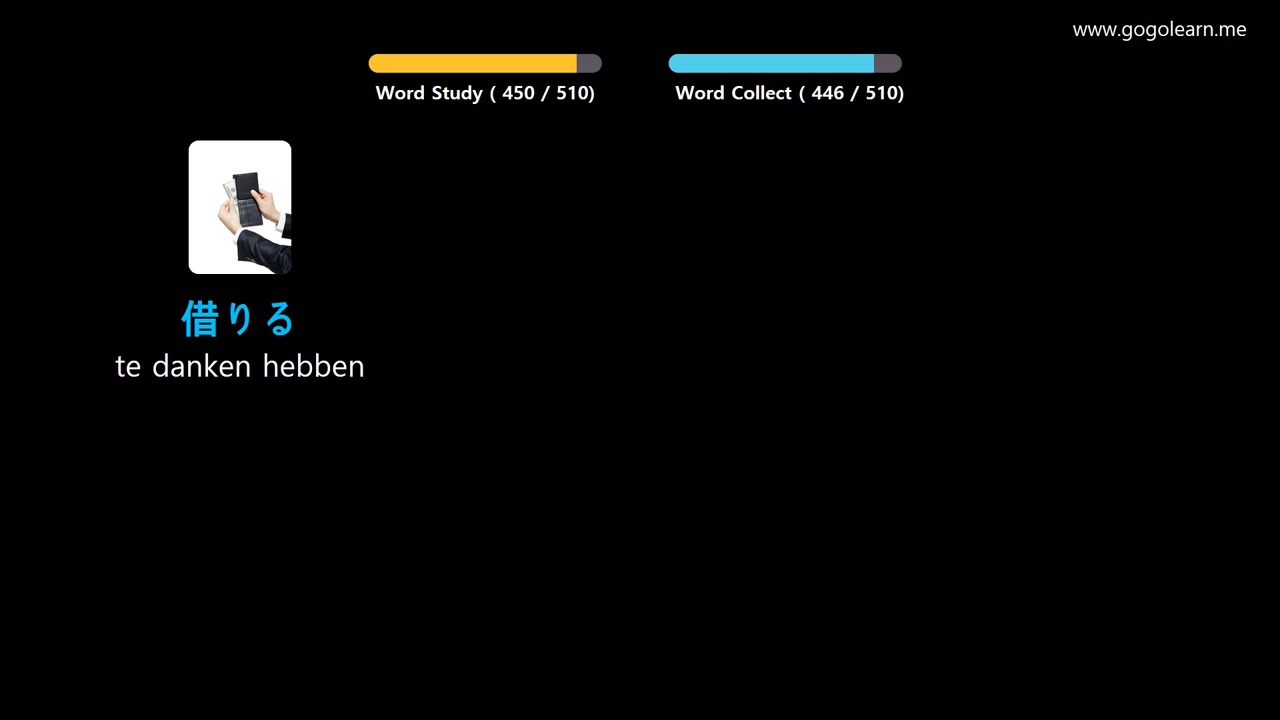 www.gogolearn.me
Word Study ( 450 / 510)
Word Collect ( 446 / 510)
借りる
te danken hebben